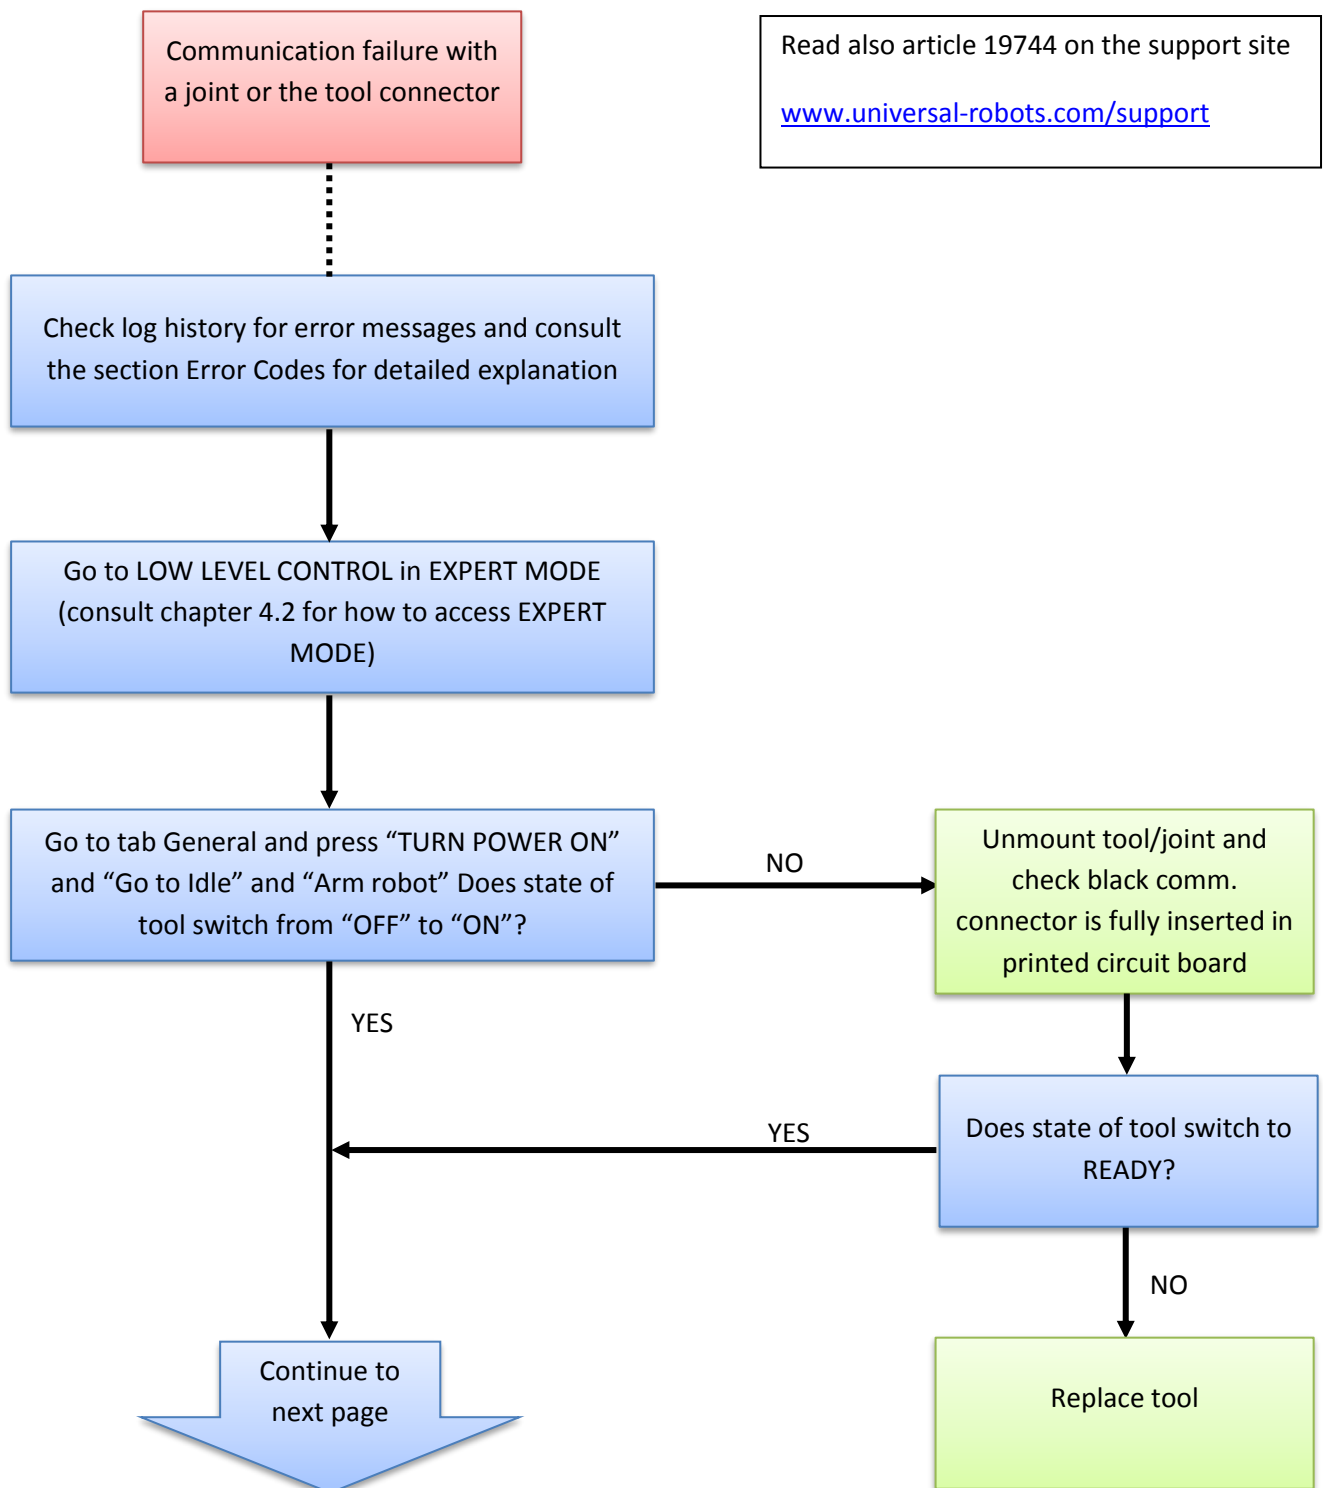 Communication failure with
a joint or the tool connector
Read also article 19744 on the support site
www.universal-robots.com/support
Check log history for error messages and consult
the section Error Codes for detailed explanation
Go to LOW LEVEL CONTROL in EXPERT MODE
(consult chapter 4.2 for how to access EXPERT
MODE)
Go to tab General and press “TURN POWER ON”
and “Go to Idle” and “Arm robot” Does state of
tool switch from “OFF” to “ON”?
NO
Unmount tool/joint and
check black comm.
connector is fully inserted in
printed circuit board
YES
YES
Does state of tool switch to
READY?
NO
Continue to
next page
Replace tool